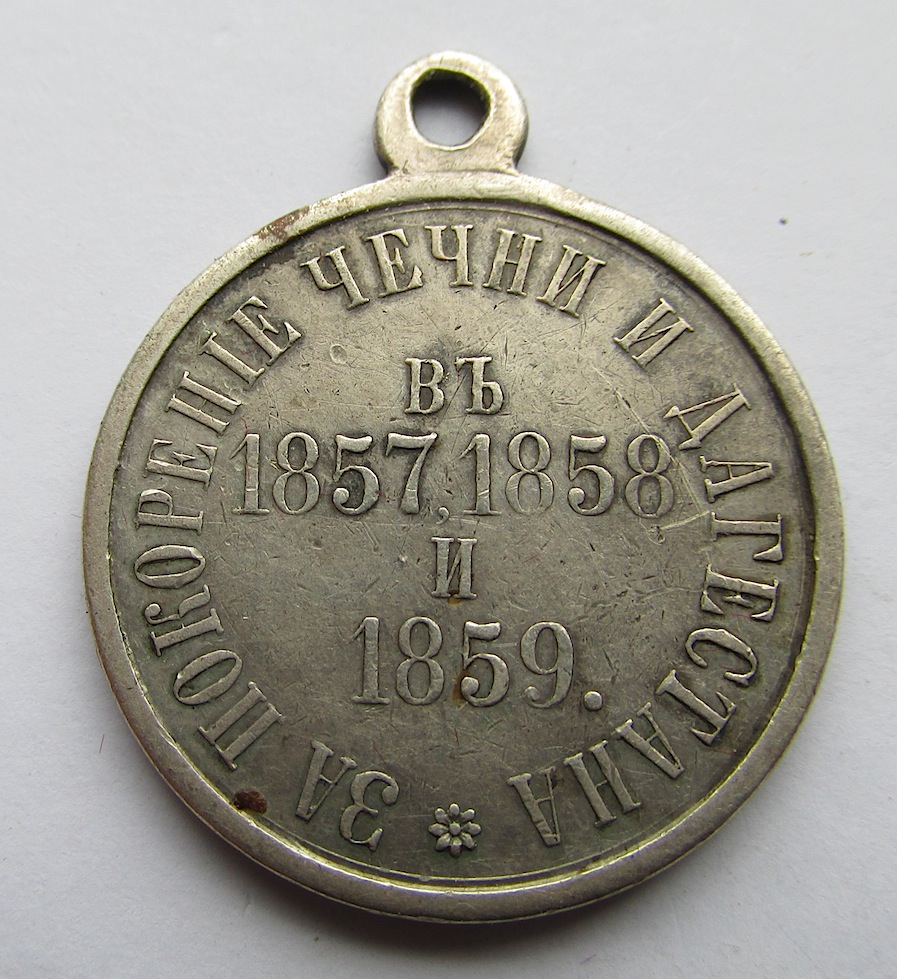 ЗА ПОКОРЕНІЕ ЧЕЧНИ И ДАГЕСТАНА
ВЪ
1857, 1858
И
1859.